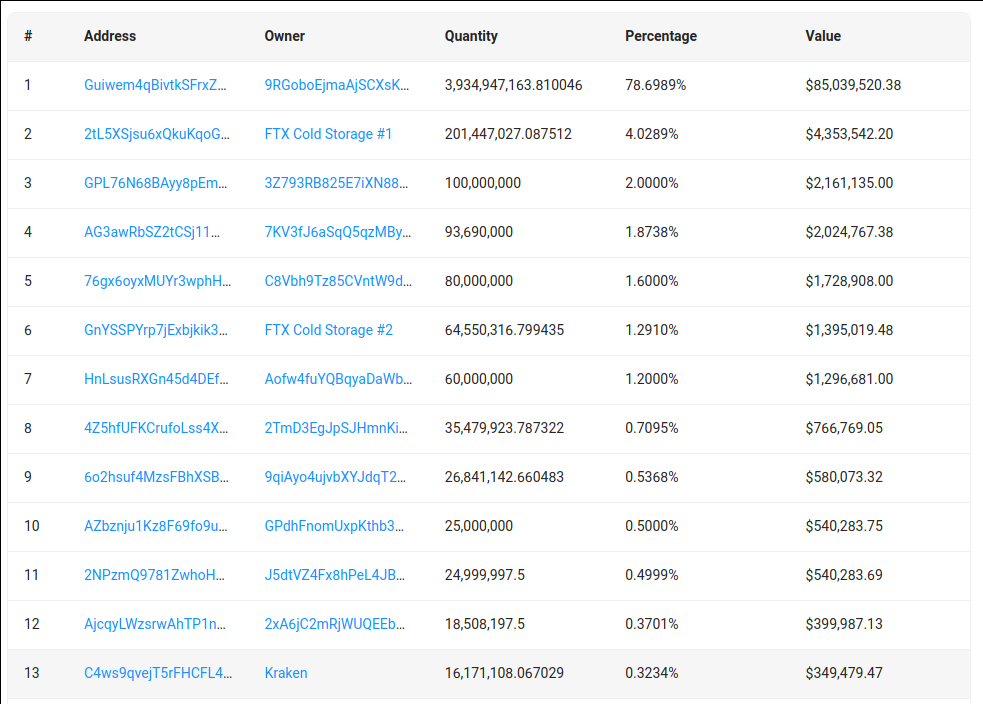 # Address Owner Quantity Percentage Value
1 Guiwem4qBivtkSFrxZ... 9RGoboEjmaAjSCXsK... 3,934,947,163.810046 78.6989% $85,039,520.38
2 2tL5XSjsu6xQkuKqoG... FTX Cold Storage #1 201,447,027.087512 4.0289% $4,353,542.20
3 GPL76N68BAyy8pEm... 3Z793RB825E7iXN88... 100,000,000 2.0000% $2,161,135.00
4 AG3awRbSZ2tCSj11... 7KV3fJ6aSqQ5qzMBy... 93,690,000 1.8738% $2,024,767.38
5 76gx6oyxMUYr3wphH... C8Vbh9Tz85CVntW9d... 80,000,000 1.6000% $1,728,908.00
6 GnYSSPYrp7jExbjkik3... FTX Cold Storage #2 64,550,316.799435 1.2910% $1,395,019.48
7 HnLsusRXGn45d4DEf... Aofw4fuYQBqyaDaWb... 60,000,000 1.2000% $1,296,681.00
8 4Z5hfUFKCrufoLss4X... 2TmD3EgJpSJHmnKi... 35,479,923.787322 0.7095% $766,769.05
9 6o2hsuf4MzsFBhXSB... 9qiAyo4ujvbXYJdqT2... 26,841,142.660483 0.5368% $580,073.32
10 AZbznju1Kz8F69fo9u... GPdhFnomUxpKthb3... 25,000,000 0.5000% $540,283.75
11 2NPzmQ9781ZwhoH... J5dtVZ4Fx8hPeL4JB... 24,999,997.5 0.4999% $540,283.69
12 AjcqyLWzsrwAhTP1n... 2xA6jC2mRjWUQEEb... 18,508,197.5 0.3701% $399,987.13
13 C4ws9qvejT5rFHCFL4... Kraken 16,171,108.067029 0.3234% $349,479.47